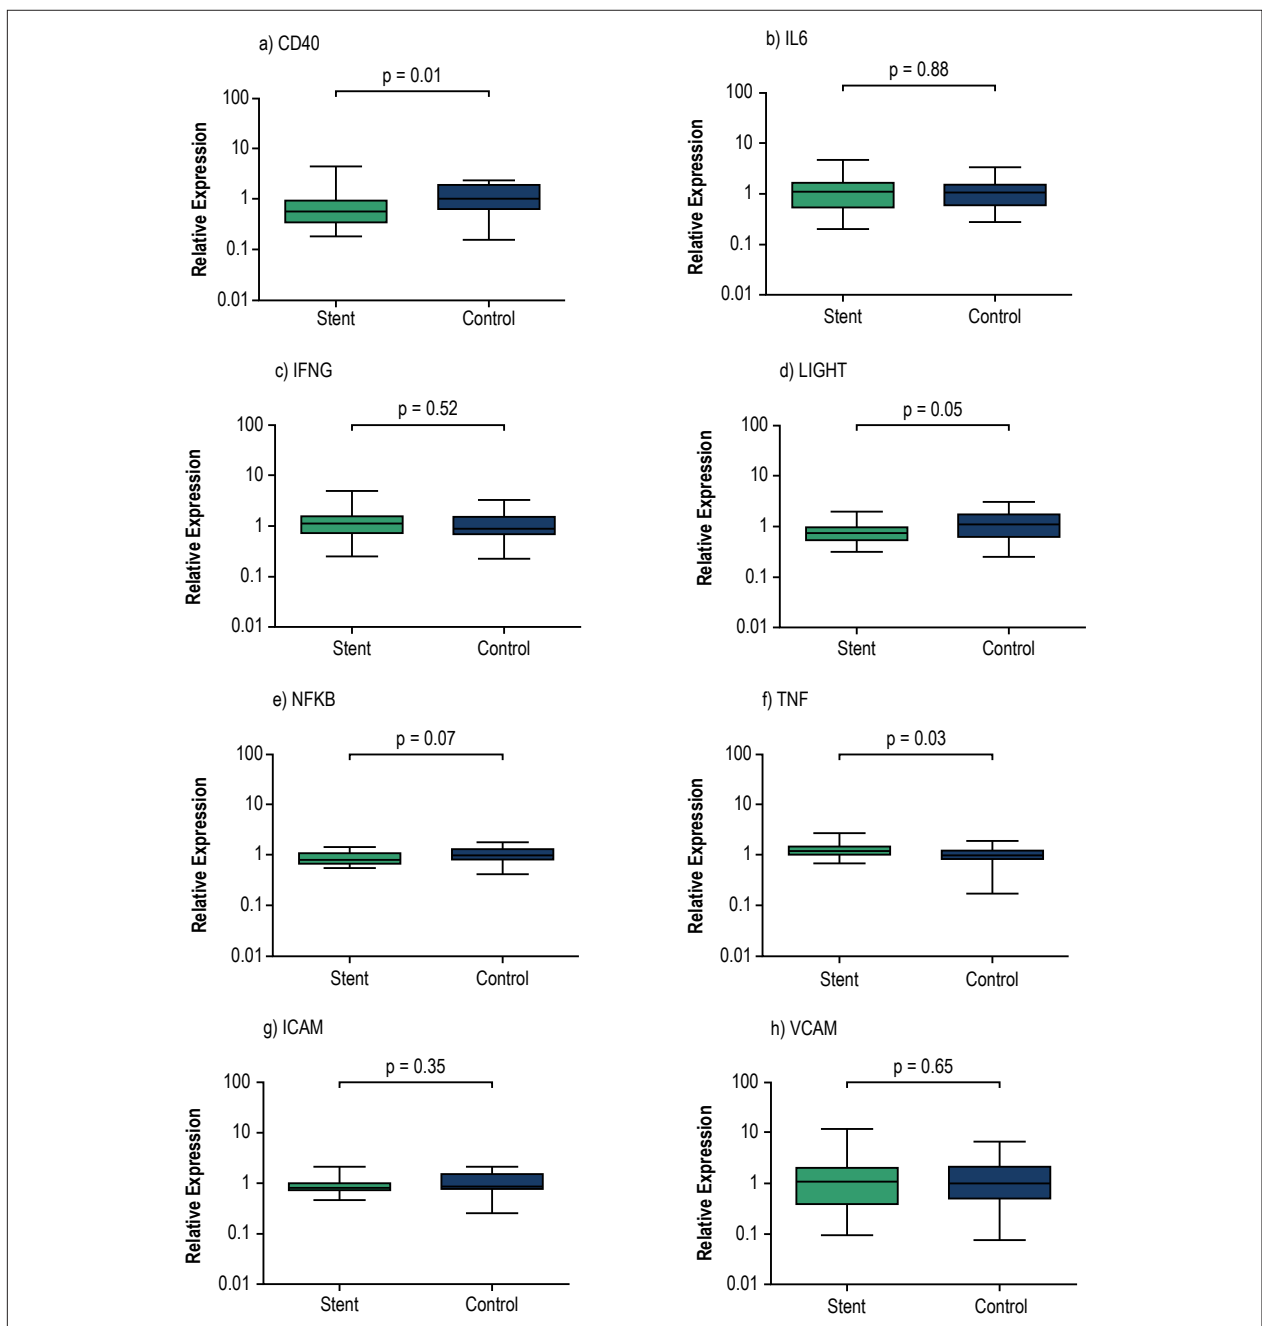 a) CD40
p = 0.01
Relative Expression
100
10
1
0.1
0.01
Stent Control
b) IL6
p = 0.88
Relative Expression
100
10
1
0.1
0.01
Stent Control
c) IFNG
p = 0.52
Relative Expression
100
10
1
0.1
0.01
Stent Control
d) LIGHT
p = 0.05
Relative Expression
100
10
1
0.1
0.01
Stent Control
e) NFKB
p = 0.07
Relative Expression
100
10
1
0.1
0.01
Stent Control
f) TNF
p = 0.03
Relative Expression
100
10
1
0.1
0.01
Stent Control
g) ICAM
p = 0.35
Relative Expression
100
10
1
0.1
0.01
Stent Control
h) VCAM
p = 0.65
Relative Expression
100
10
1
0.1
0.01
Stent Control